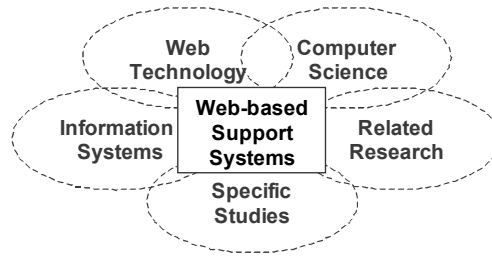 Web
Technology
Computer
Science
Information
Systems
Web-based
Support
Systems
Related
Research
Specific
Studies